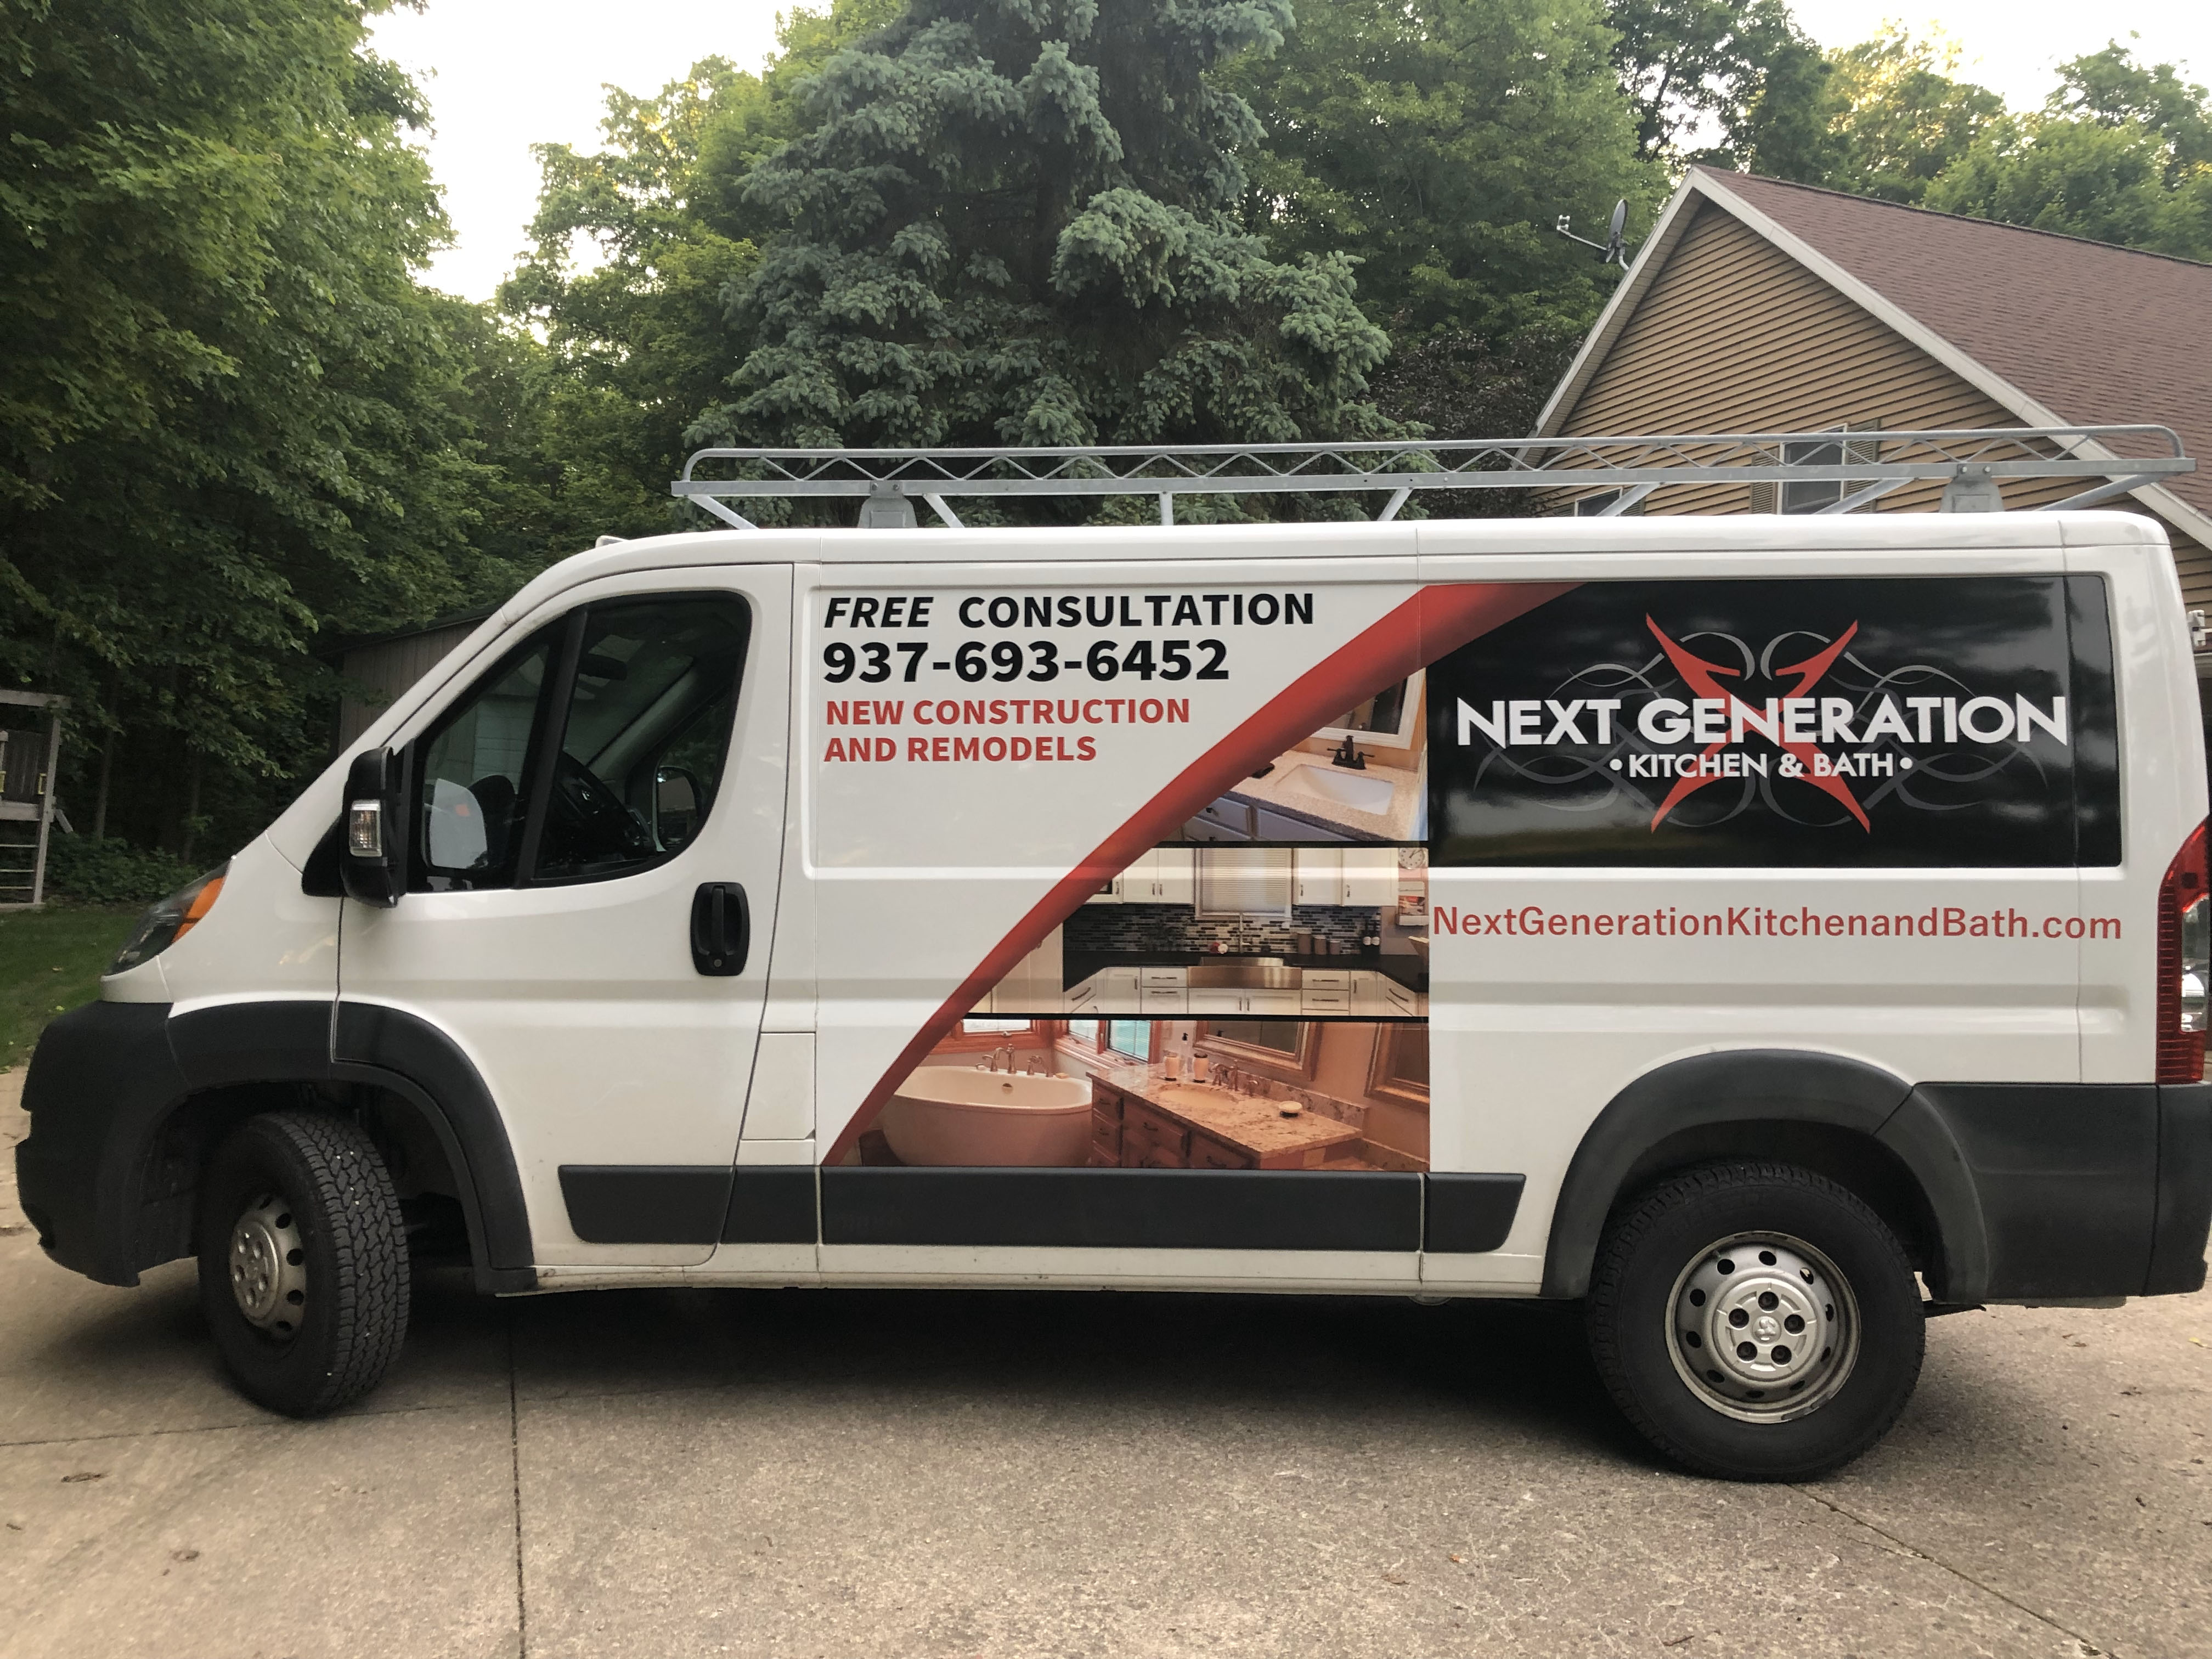 FREE CONSULTATION
937-693-6452
NEW CONSTRUCTION
AND REMODELS
NEXT GENERATION
•KITCHEN & BATH•
NextGenerationKitchenandBath.com